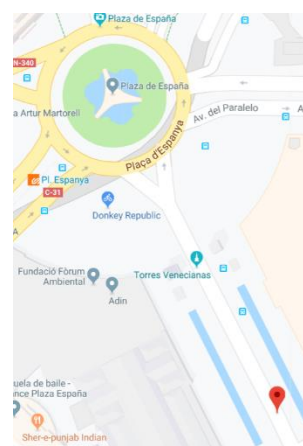 Plaza de España
N-340
Plaza de España
a Artur Martorell
Av. del Paralelo
A
Plaça d'Espanya
Pl. Espanya
C-31
Donkey Republic
A
Torres Venecianas
Fundació Fòrum
Ambiental
Adin
uela de baile -
nce Plaza España
Sher-e-punjab Indian